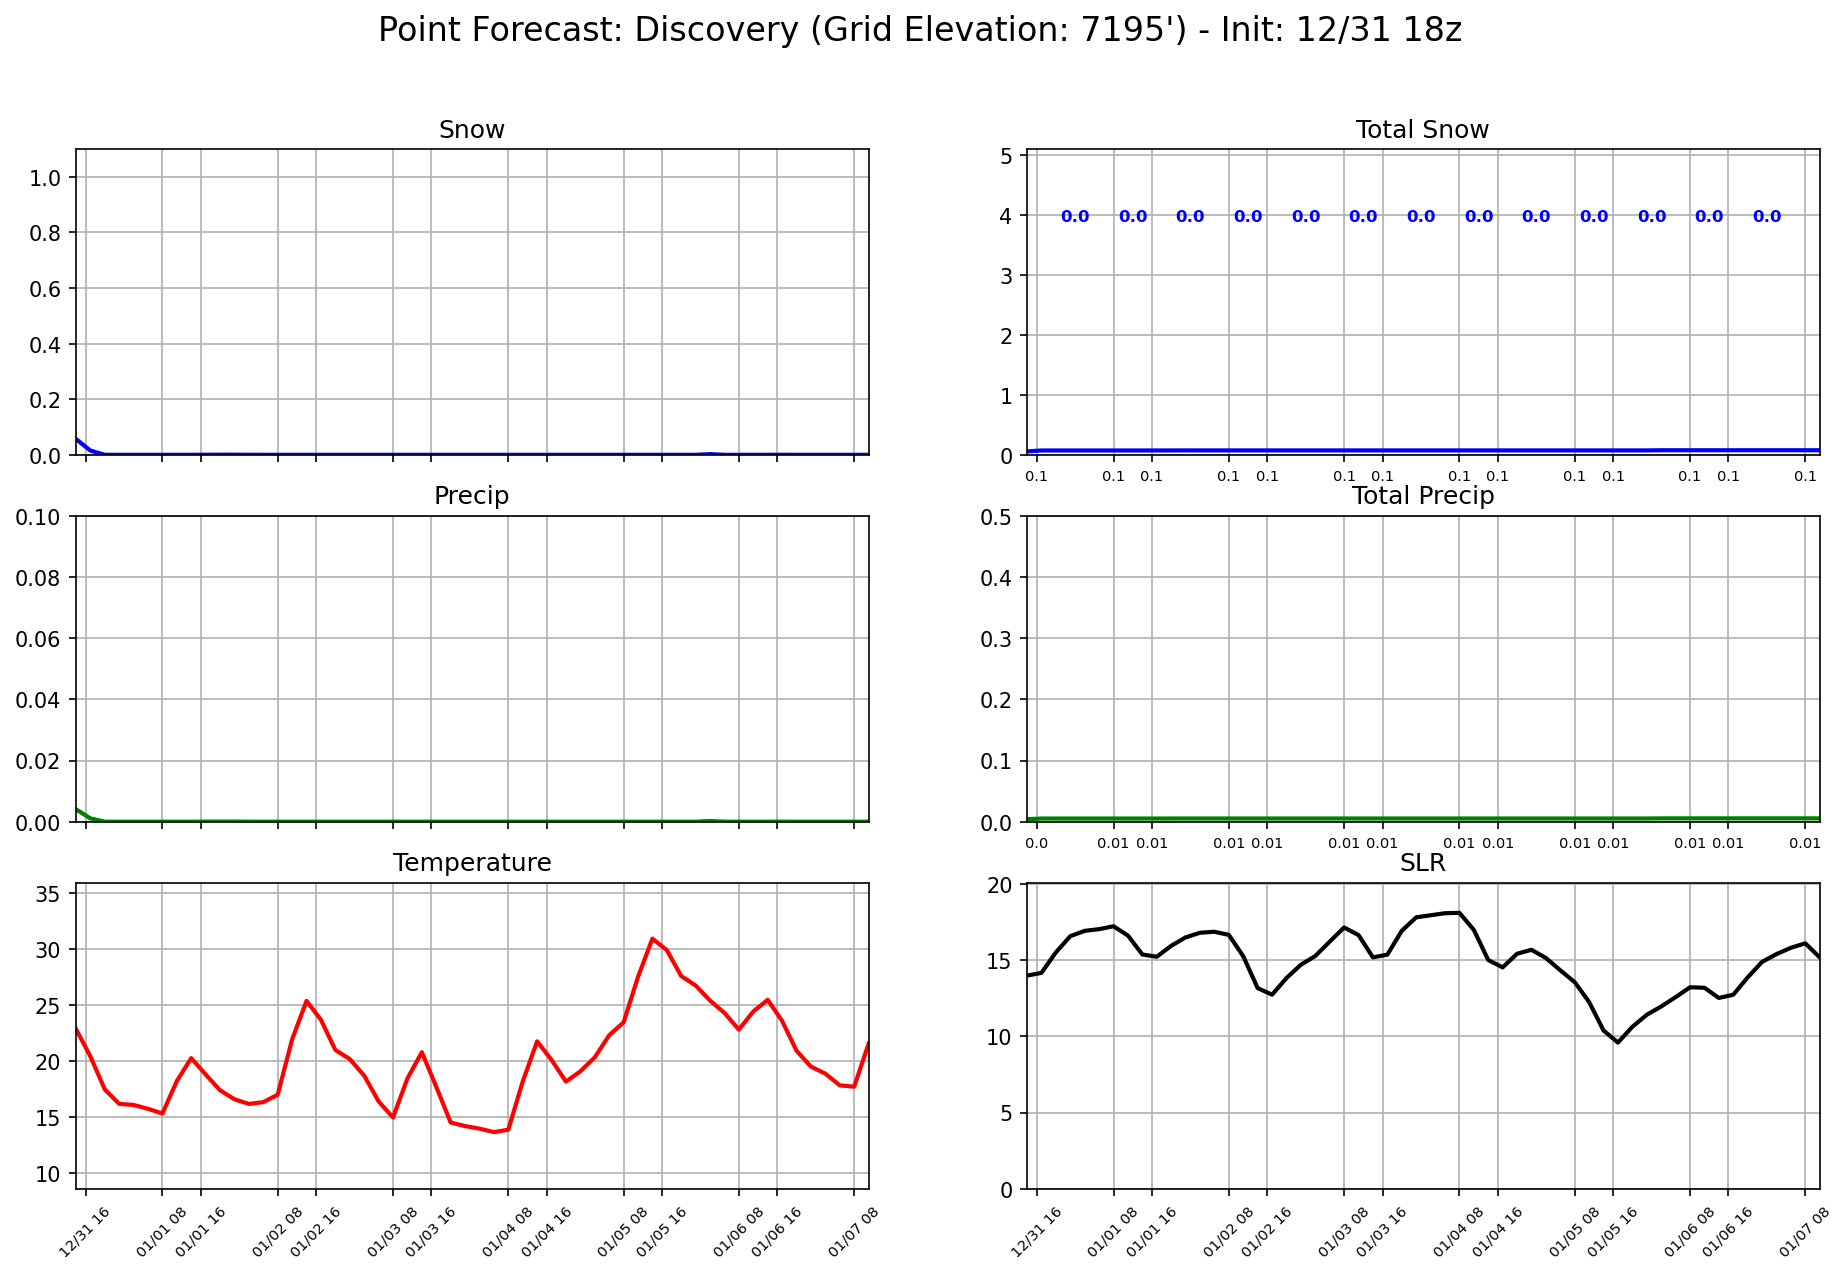 Point Forecast: Discovery (Grid Elevation: 7195') - Init: 12/31 18z
Snow
1.0
0.8
0.6
0.4
0.2
0.0
Total Snow
5
4
3
2
1
0
0.0 0.0 0.0 0.0 0.0 0.0 0.0 0.0 0.0 0.0 0.0 0.0 0.0
0.1 0.1 0.1 0.1 0.1 0.1 0.1 0.1 0.1 0.1 0.1 0.1 0.1 0.1
Precip
0.10
0.08
0.06
0.04
0.02
0.00
Total Precip
0.5
0.4
0.3
0.2
0.1
0.0
0.0 0.01 0.01 0.01 0.01 0.01 0.01 0.01 0.01 0.01 0.01 0.01 0.01 0.01
Temperature
35
30
25
20
15
10
12/31 16 01/01 08 01/01 16 01/02 08 01/02 16 01/03 08 01/03 16 01/04 08 01/04 16 01/05 08 01/05 16 01/06 08 01/06 16 01/07 08
SLR
20
15
10
5
0
12/31 16 01/01 08 01/01 16 01/02 08 01/02 16 01/03 08 01/03 16 01/04 08 01/04 16 01/05 08 01/05 16 01/06 08 01/06 16 01/07 08